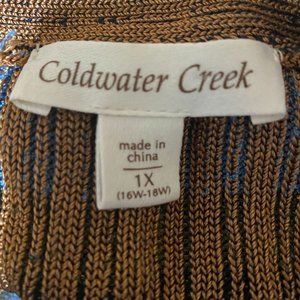 Coldwater Creek
made in
china
1X
(16W-18W)